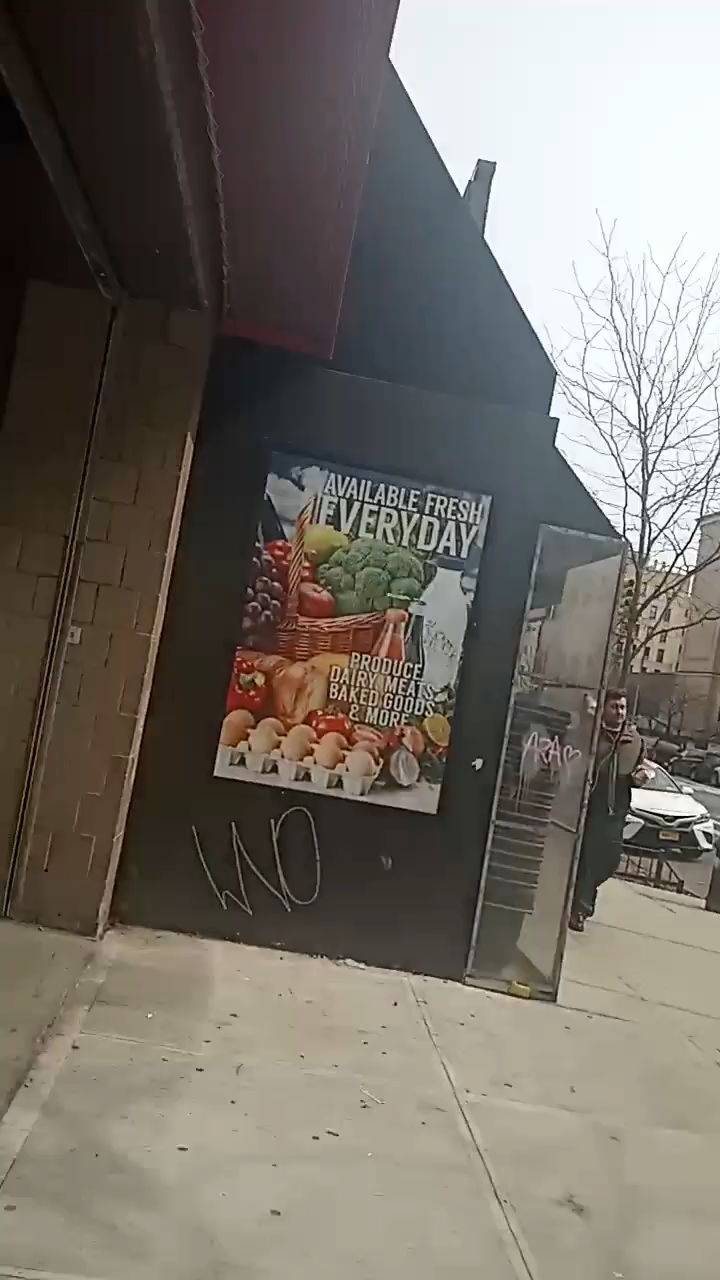 AVAILABLE FRESH
EVERYDAY
PRODUCE
DAIRY, MEATS,
BAKED GOODS
& MORE